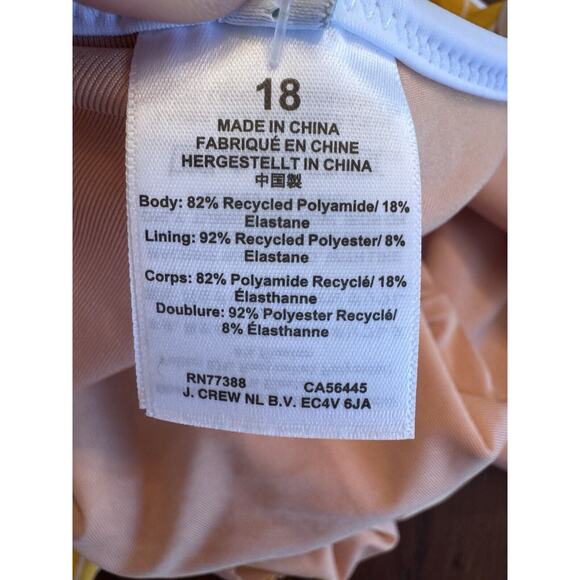 18
MADE IN CHINA
FABRIQUÉ EN CHINE
HERGESTELLT IN CHINA
中国製
Body: 82% Recycled Polyamide/ 18%
Elastane
Lining: 92% Recycled Polyester/ 8%
Elastane
Corps: 82% Polyamide Recyclé/ 18%
Élasthanne
Doublure: 92% Polyester Recyclé/
8% Élasthanne
RN77388 CA56445
J. CREW NL B.V. EC4V 6JA